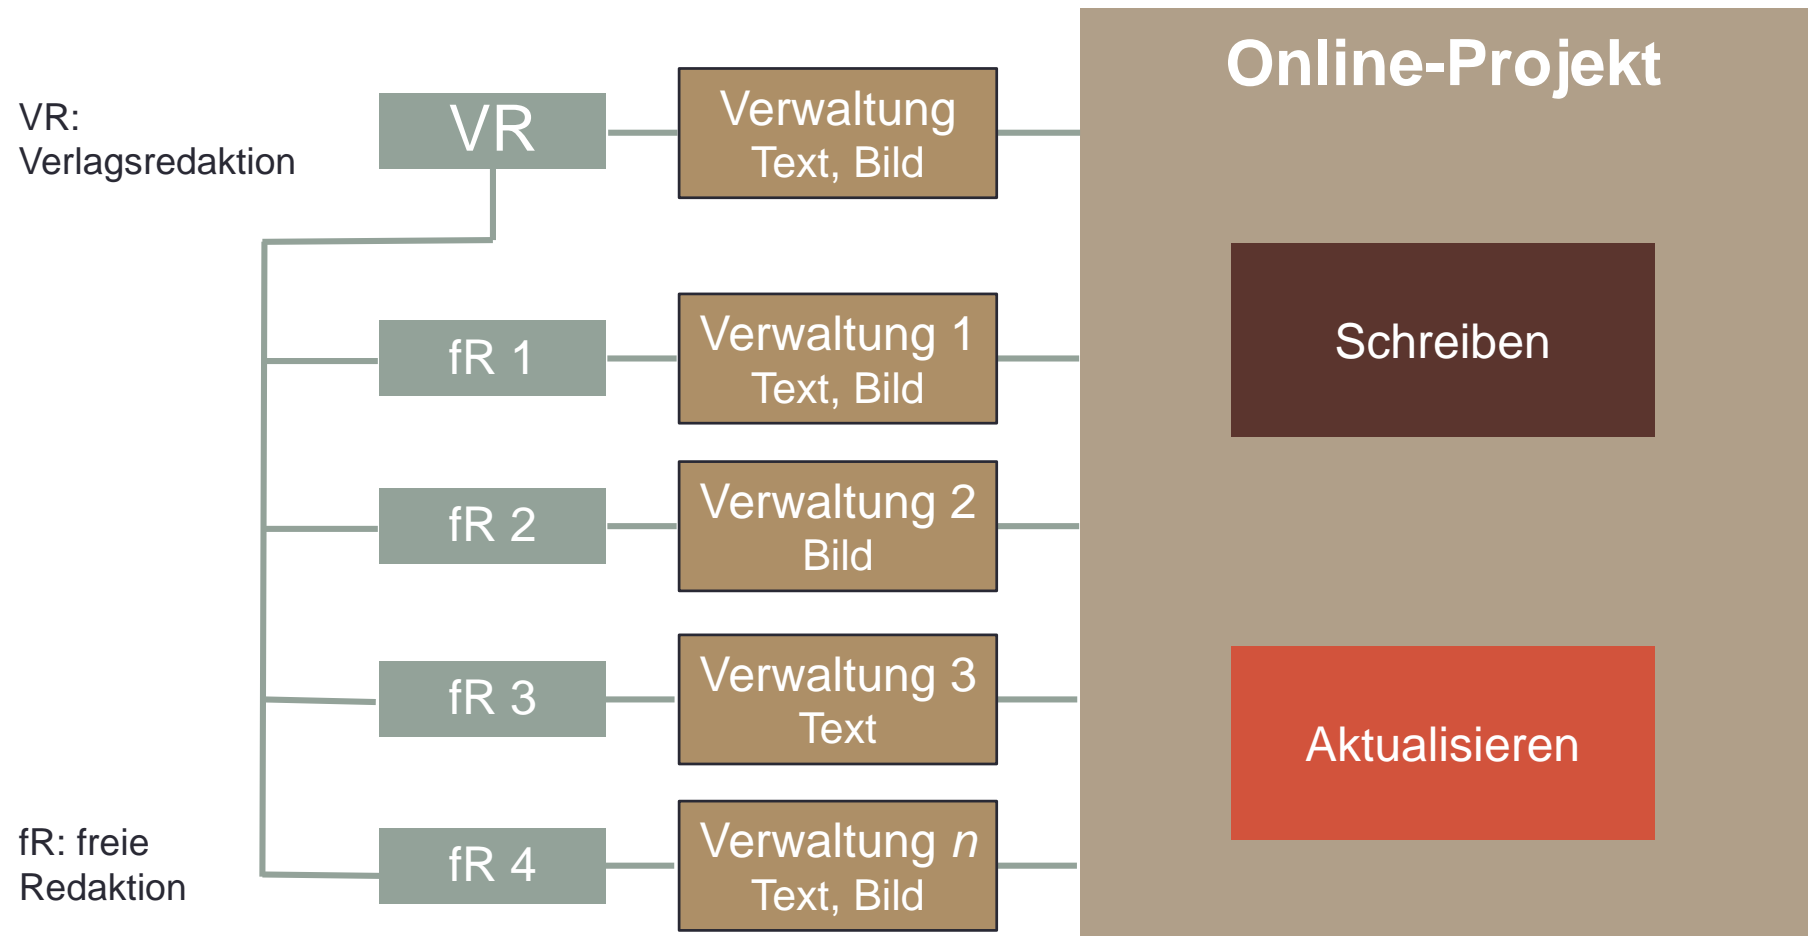 Online-Projekt
VR:
Verlagsredaktion
VR
Verwaltung
Text, Bild
fR 1
Verwaltung 1
Text, Bild
Schreiben
fR 2
Verwaltung 2
Bild
fR 3
Verwaltung 3
Text
Aktualisieren
fR: freie
Redaktion
fR 4
Verwaltung n
Text, Bild